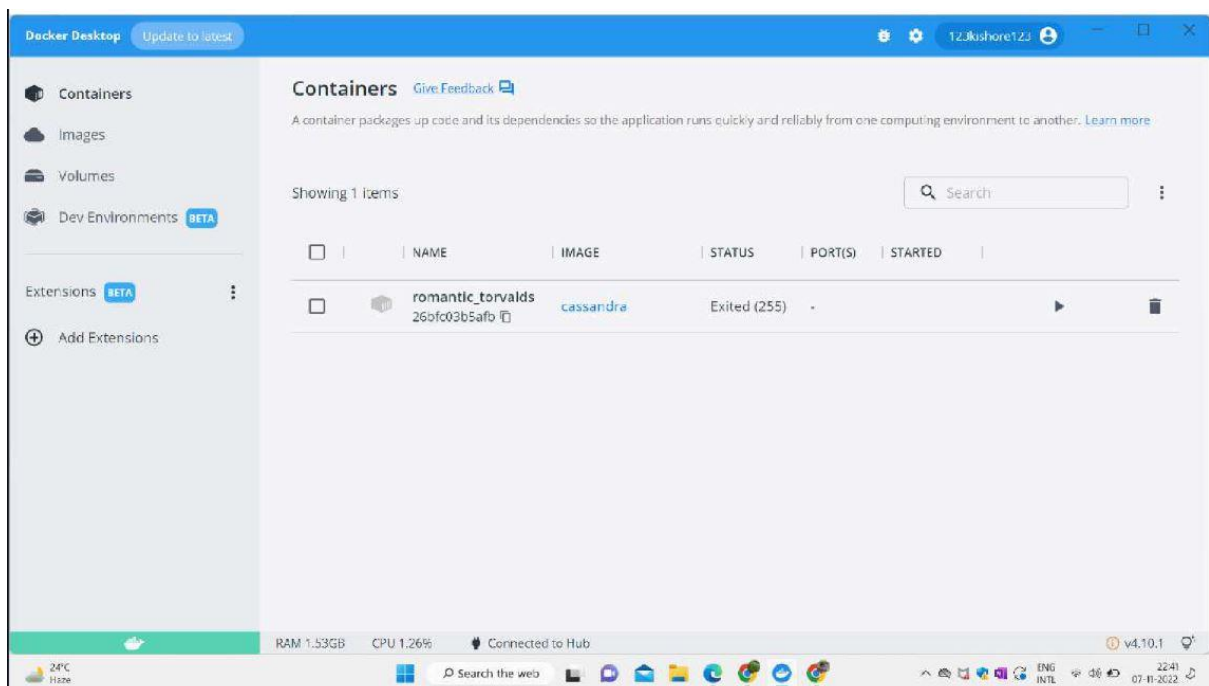 Docker Desktop Update to latest 123kishore123
Containers
Images
Volumes
Dev Environments BETA
Extensions BETA
Add Extensions
Containers Give Feedback
A container packages up code and its dependencies so the application runs quickly and reliably from one computing environment to another. Learn more
Showing 1 items Search
NAME IMAGE STATUS PORT(S) STARTED
romantic_torvalds cassandra Exited (255) -
26bfc03b5afb
RAM 1.53GB CPU 1.26% Connected to Hub v4.10.1
24°C
Haze
Search the web
ENG
INTL
22:41
07-11-2022